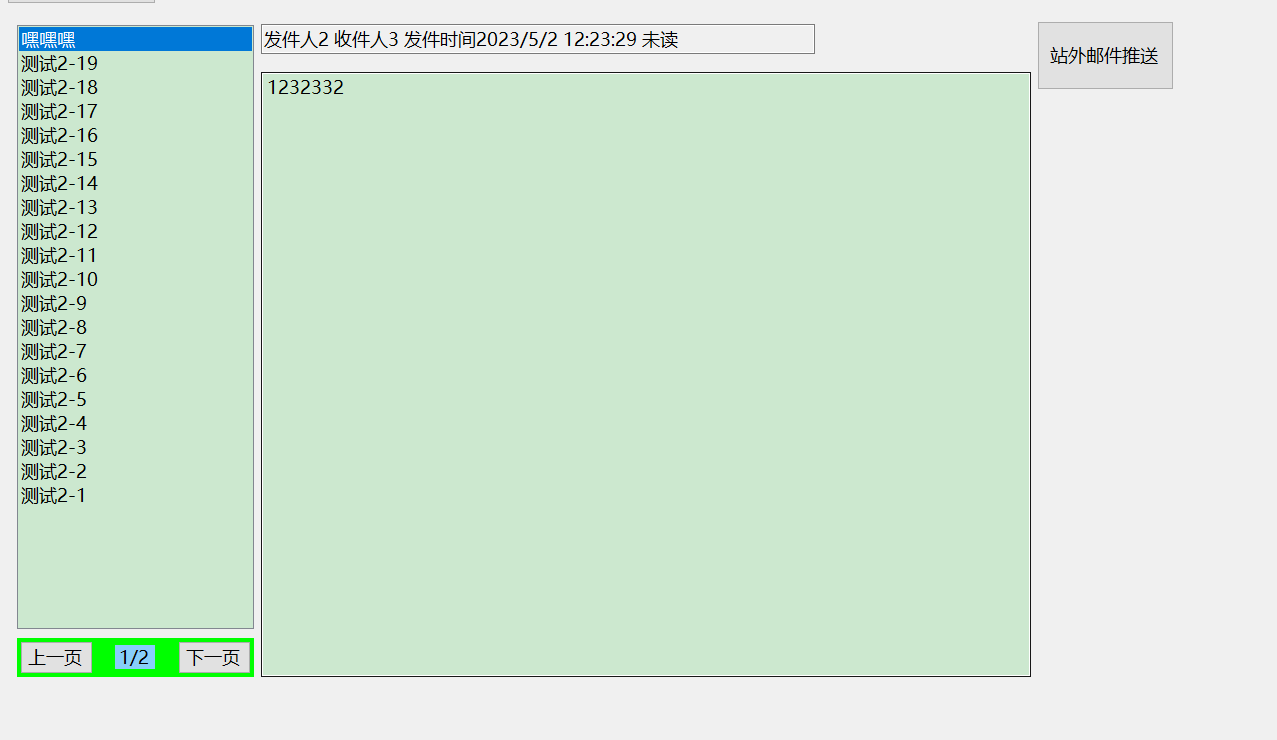 嘿嘿嘿
测试2-19
测试2-18
测试2-17
测试2-16
测试2-15
测试2-14
测试2-13
测试2-12
测试2-11
测试2-10
测试2-9
测试2-8
测试2-7
测试2-6
测试2-5
测试2-4
测试2-3
测试2-2
测试2-1
上一页 1/2 下一页
发件人2 收件人3 发件时间2023/5/2 12:23:29 未读
1232332
站外邮件推送